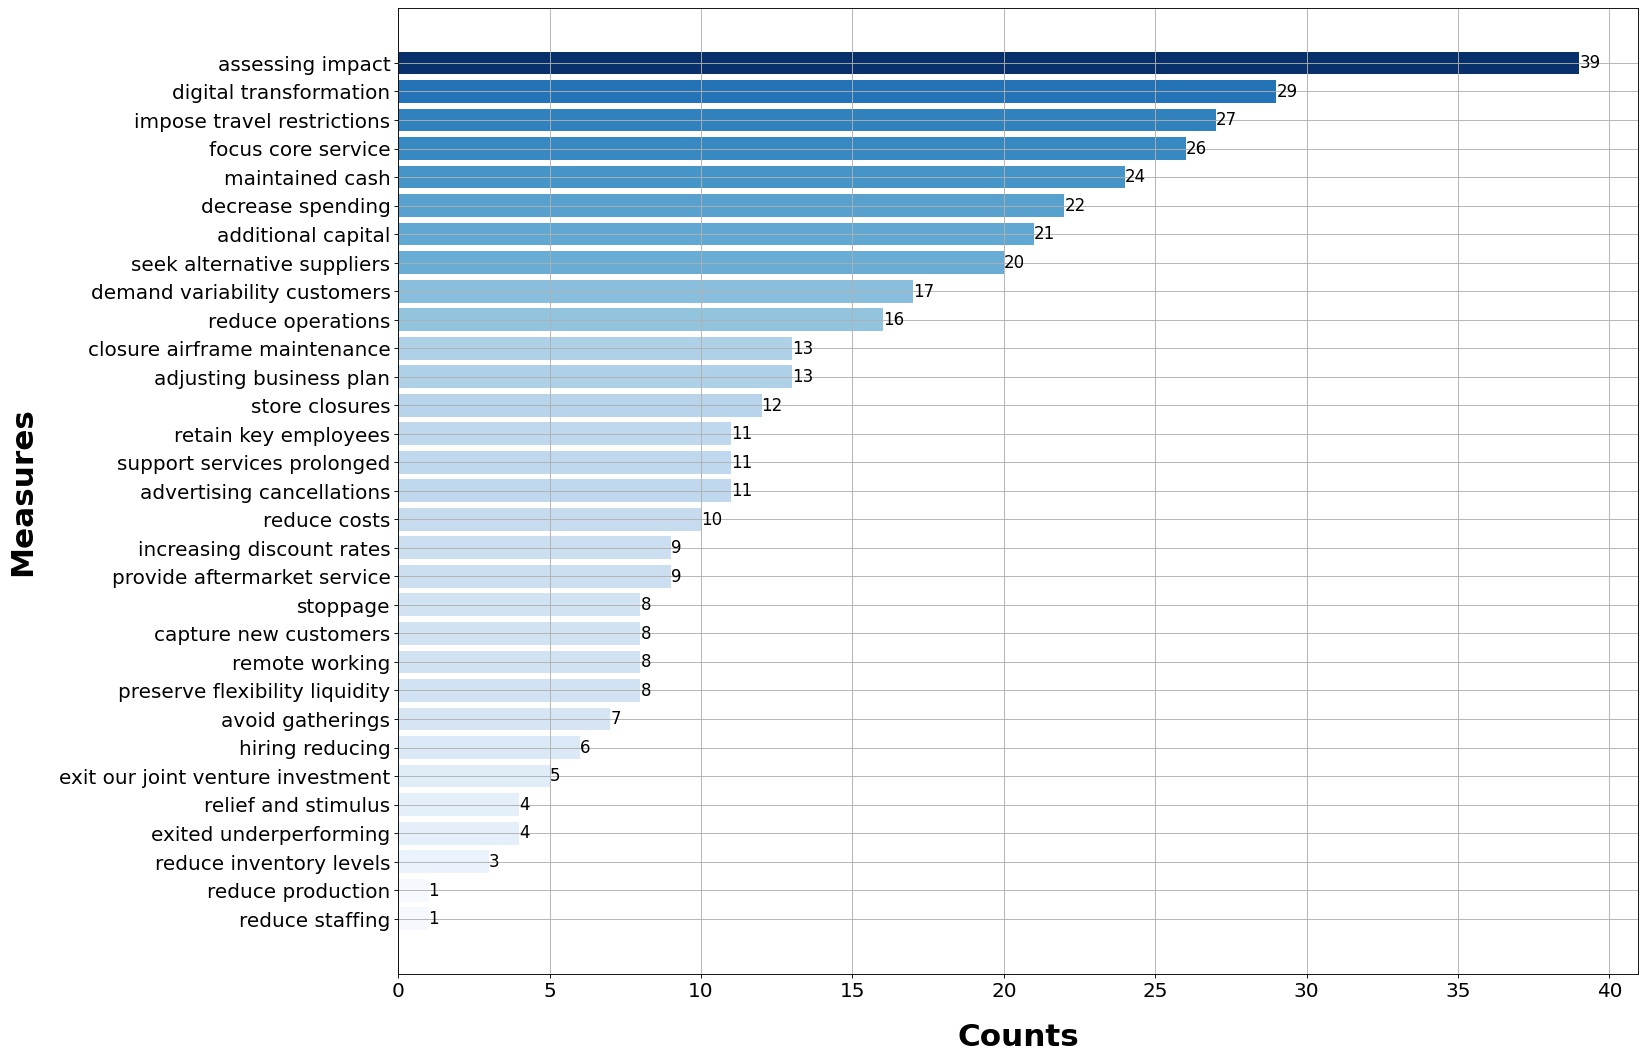 assessing impact 39
digital transformation 29
impose travel restrictions 27
focus core service 26
maintained cash 24
decrease spending 22
additional capital 21
seek alternative suppliers 20
demand variability customers 17
reduce operations 16
closure airframe maintenance 13
adjusting business plan 13
store closures 12
retain key employees 11
support services prolonged 11
advertising cancellations 11
reduce costs 10
increasing discount rates 9
provide aftermarket service 9
stoppage 8
capture new customers 8
remote working 8
preserve flexibility liquidity 8
avoid gatherings 7
hiring reducing 6
exit our joint venture investment 5
relief and stimulus 4
exited underperforming 4
reduce inventory levels 3
reduce production 1
reduce staffing 1
Measures
0 5 10 15 20 25 30 35 40
Counts